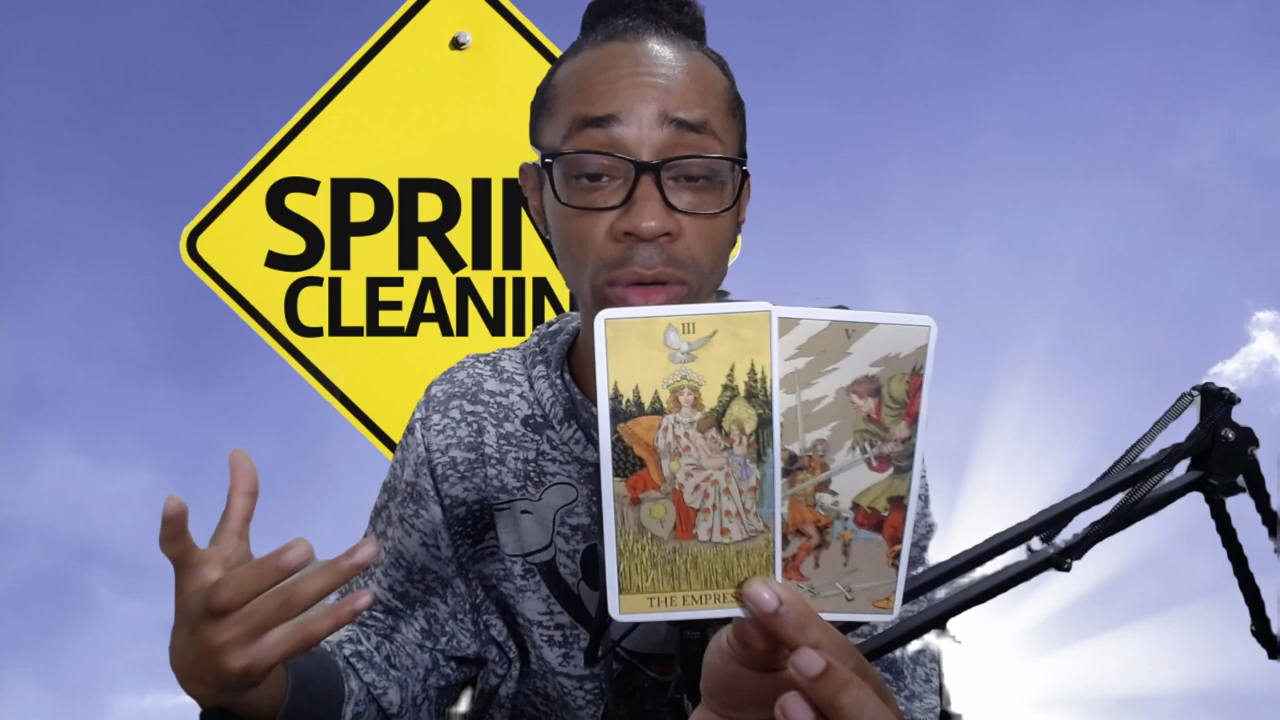 SPRIN
CLEANIN
III
V
THE EMPRES